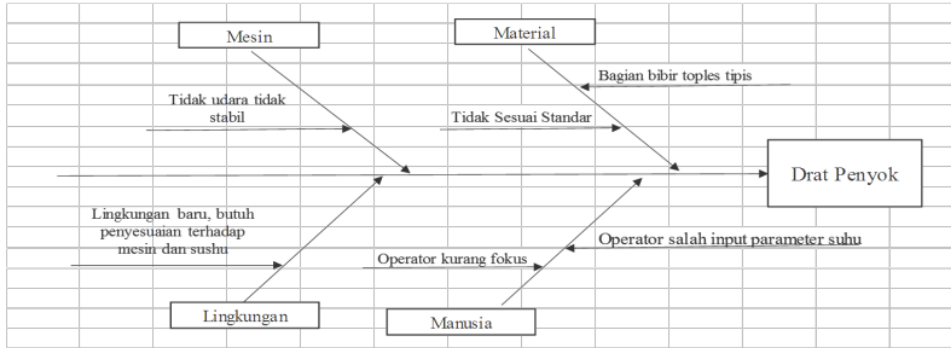 Mesin
Material
Bagian bibir toples tipis
Tidak udara tidak
stabil
Tidak Sesuai Standar
Drat Penyok
Lingkungan baru, butuh
penyesuaian terhadap
mesin dan sushu
Operator salah input parameter suhu
Operator kurang fokus
Lingkungan
Manusia